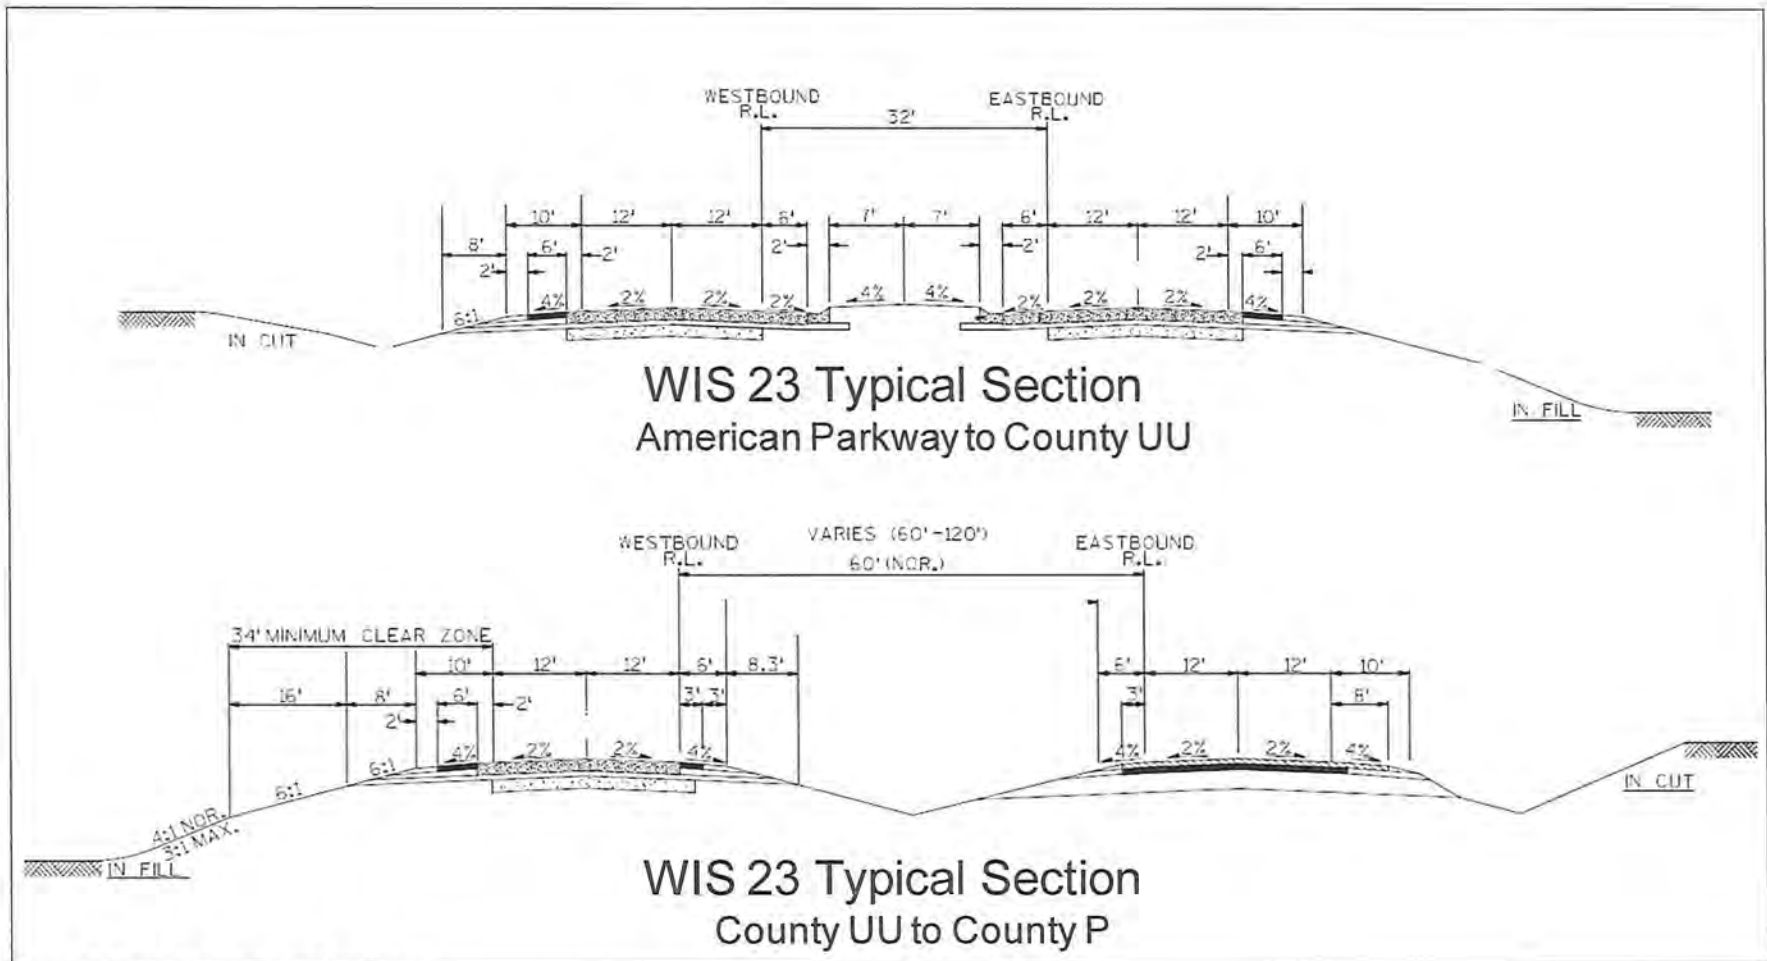 WESTBOUND
R.L.
EASTBOUND
R.L.
32'
10' 12' 12' 6' 7' 7' 6' 12' 12' 10'
8' 6' 2' 2' 2' 2' 6'
2'
6:1 4% 2% 2% 2% 4% 4% 2% 2% 2% 4%
IN CUT
WIS 23 Typical Section
American Parkway to County UU
IN FILL
WESTBOUND
R.L.
VARIES (60'-120')
60' (NOR.)
EASTBOUND
R.L.
34' MINIMUM CLEAR ZONE
10' 12' 12' 6' 8.3' 6' 12' 12' 10'
16' 8' 6' 2' 3' 3' 3' 8'
2'
4% 2% 2% 4% 4% 2% 2% 4%
6:1
6:1
4:1 NOR.
3:1 MAX.
IN FILL
IN CUT
WIS 23 Typical Section
County UU to County P